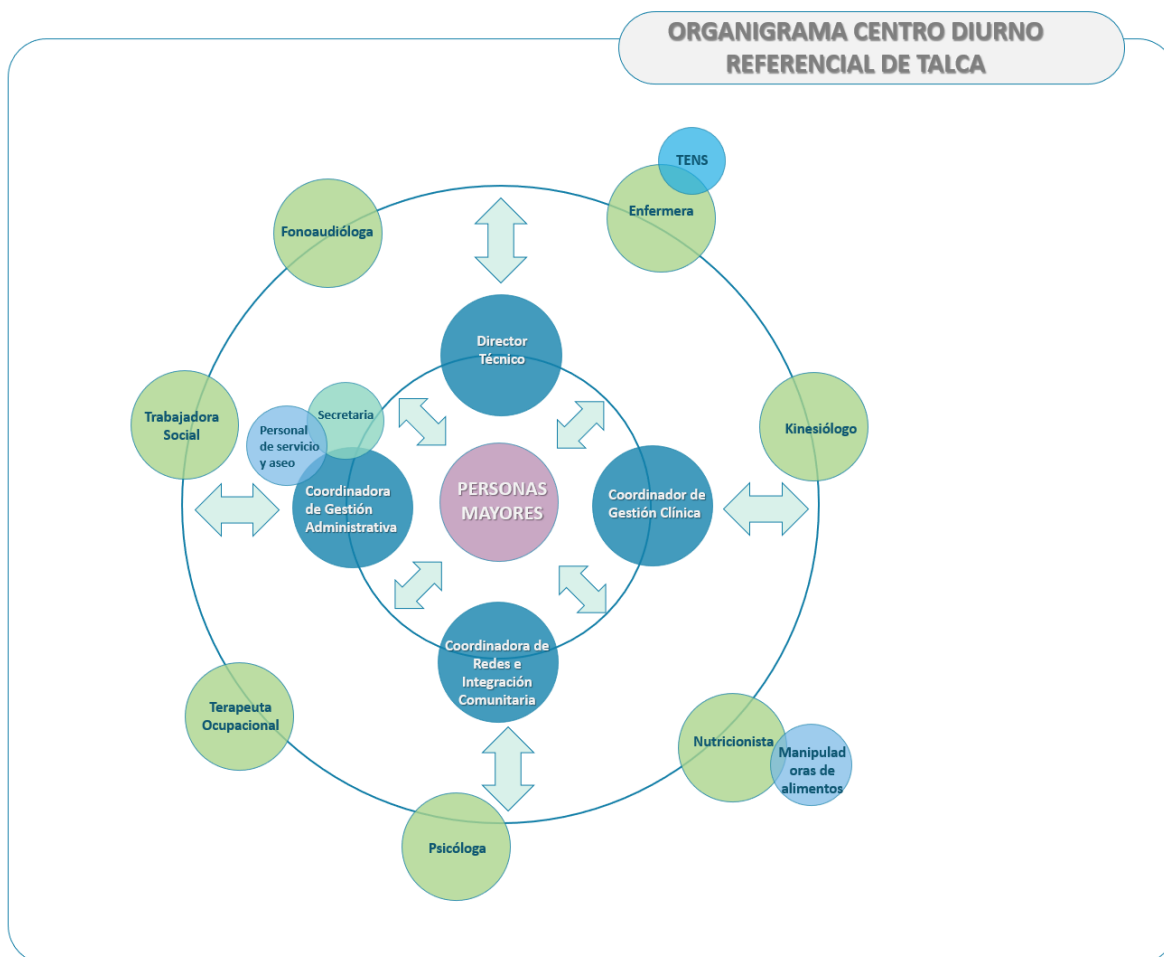 ORGANIGRAMA CENTRO DIURNO
REFERENCIAL DE TALCA
TENS
Enfermera
Fonoaudióloga
Director
Técnico
Trabajadora
Social
Secretaria
Personal
de servicio
y aseo
Kinesiólogo
Coordinadora
de Gestión
Administrativa
PERSONAS
MAYORES
Coordinador de
Gestión Clínica
Coordinadora de
Redes e
Integración
Comunitaria
Terapeuta
Ocupacional
Nutricionista
Manipulad
oras de
alimentos
Psicóloga